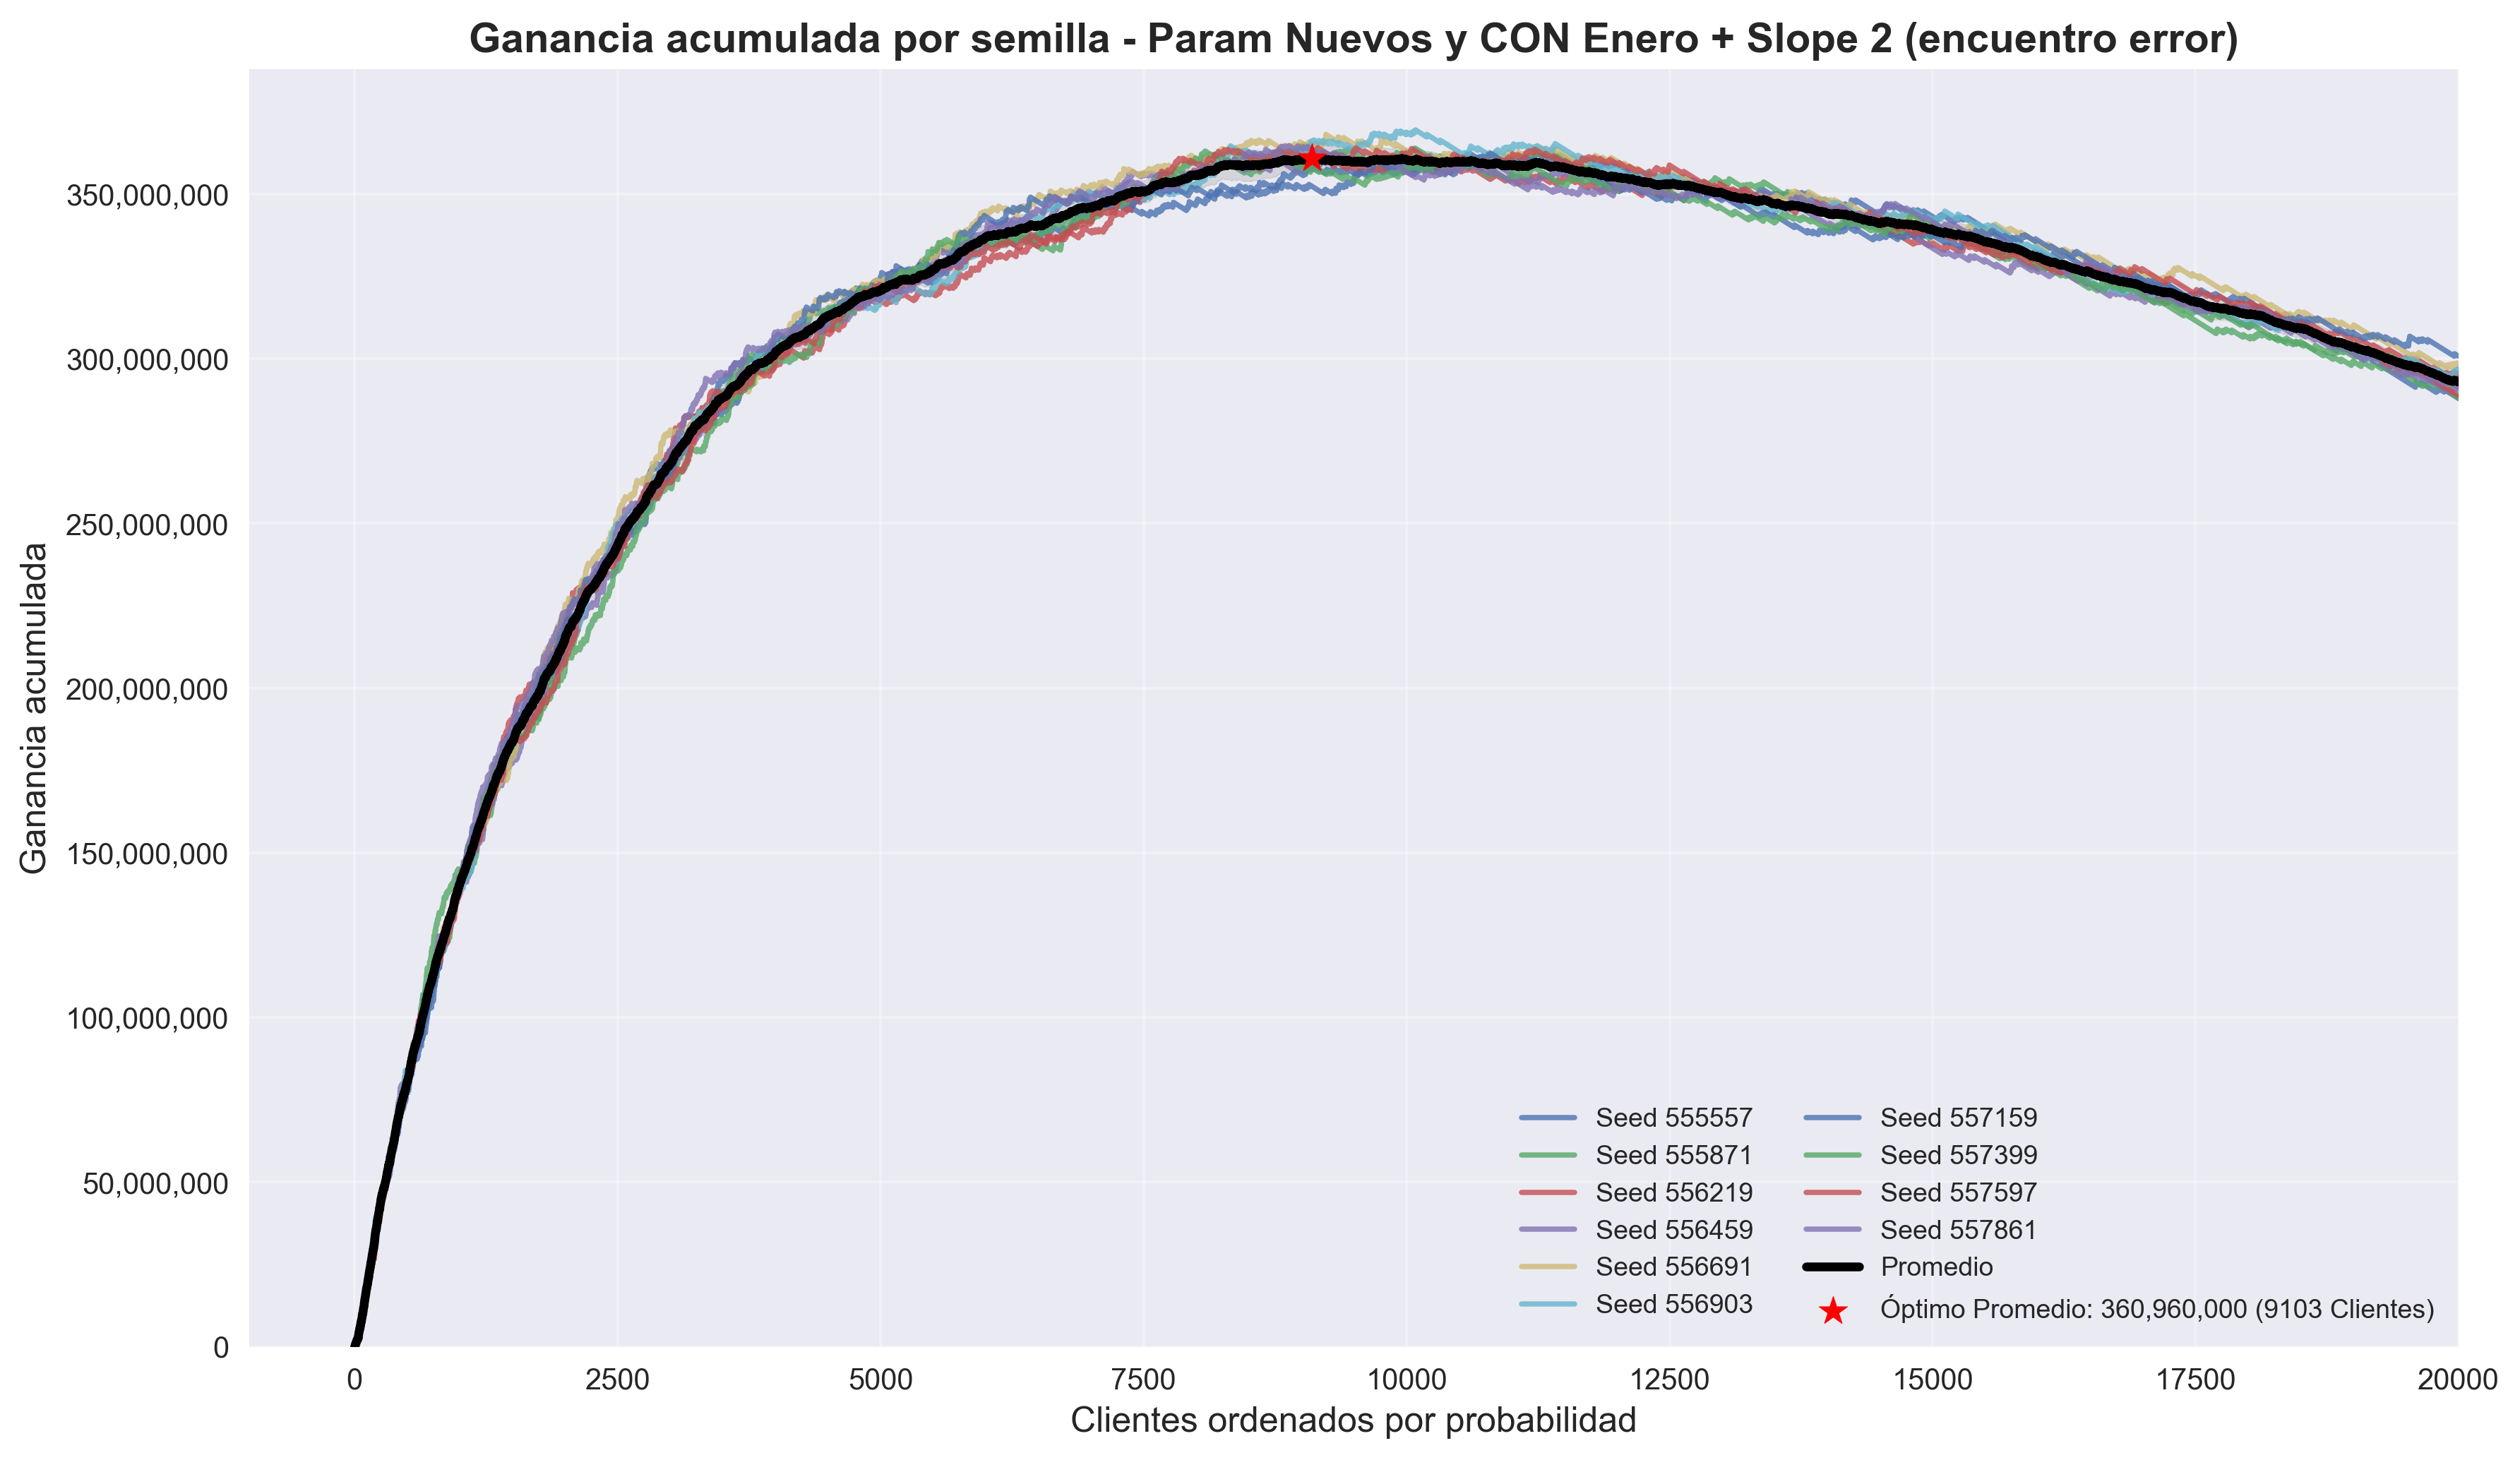 Ganancia acumulada por semilla - Param Nuevos y CON Enero + Slope 2 (encuentro error)
Ganancia acumulada
350,000,000
300,000,000
250,000,000
200,000,000
150,000,000
100,000,000
50,000,000
0
0
2500
5000
7500
10000
12500
15000
17500
20000
Clientes ordenados por probabilidad
Seed 555557
Seed 555871
Seed 556219
Seed 556459
Seed 556691
Seed 556903
Seed 557159
Seed 557399
Seed 557597
Seed 557861
Promedio
Óptimo Promedio: 360,960,000 (9103 Clientes)